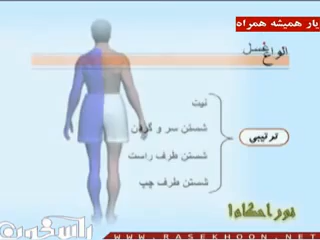 یار همیشه همراه
انواع غسل
نیت
شستن سر و گردن
ترتیبی
شستن طرف راست
شستن طرف چپ
نور احکام
راسخون
WWW.RASEKHOON.NET